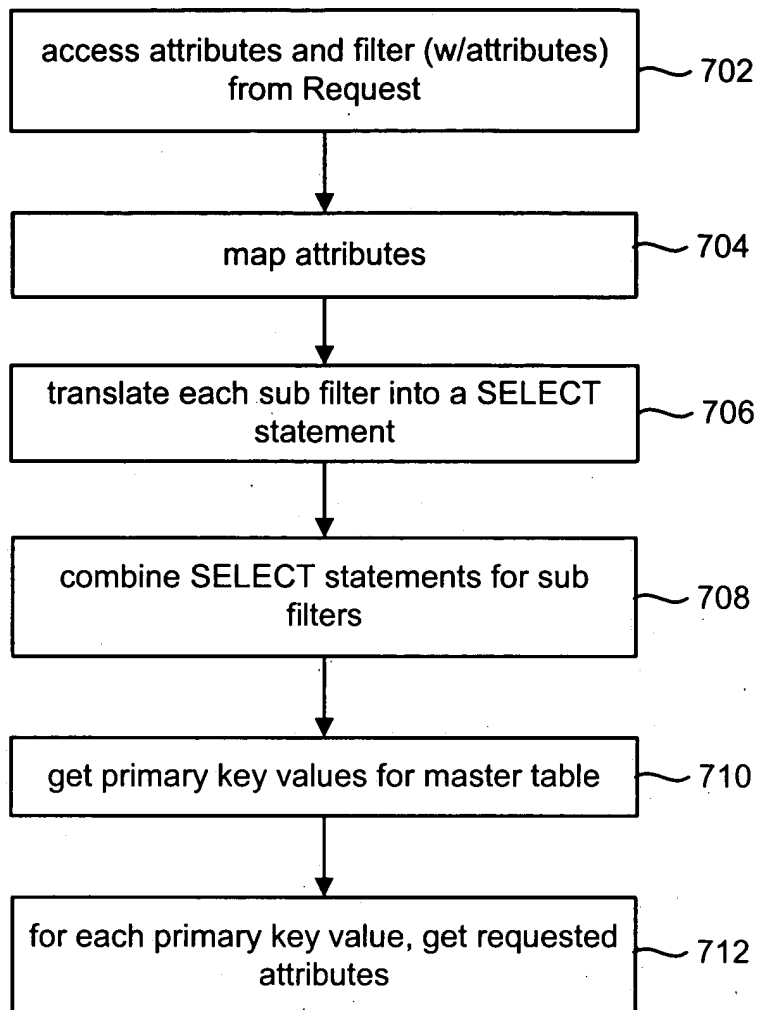 access attributes and filter (w/attributes)
from Request
702
map attributes
704
translate each sub filter into a SELECT
statement
706
combine SELECT statements for sub
filters
708
get primary key values for master table
710
for each primary key value, get requested
attributes
712